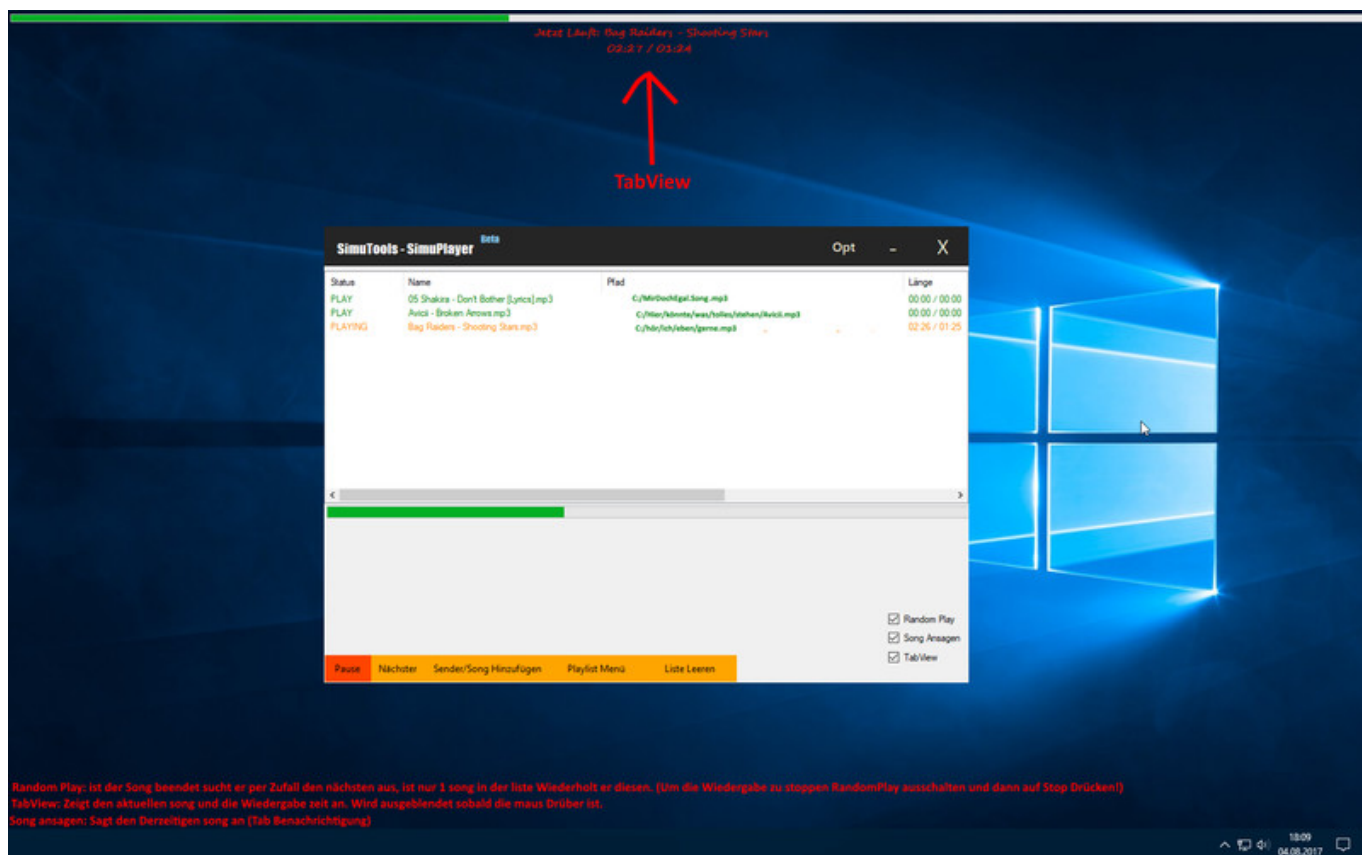 Jetzt Läuft: Bag Raiders - Shooting Stars
02:27 / 01:24
TabView
SimuTools - SimuPlayer Beta Opt - X
Status Name Pfad Länge
PLAY 05 Shakira - Don't Bother [Lyrics].mp3 C:/MirDochEgal.Song.mp3 00:00 / 00:00
PLAY Avicii - Broken Arrows.mp3 C:/Hier/könnte/was/tolles/stehen/Avicii.mp3 00:00 / 00:00
PLAYING Bag Raiders - Shooting Stars.mp3 C:/hör/ich/eben/gerne.mp3 02:26 / 01:25
Random Play
Song Ansagen
TabView
Pause Nächster Sender/Song Hinzufügen Playlist Menü Liste Leeren
Random Play: ist der Song beendet sucht er per Zufall den nächsten aus, ist nur 1 song in der liste Wiederholt er diesen. (Um die Wiedergabe zu stoppen RandomPlay ausschalten und dann auf Stop Drücken!)
TabView: Zeigt den aktuellen song und die Wiedergabe zeit an. Wird ausgeblendet sobald die maus Drüber ist.
Song ansagen: Sagt den Derzeitigen song an (Tab Benachrichtigung)
18:09
04.08.2017